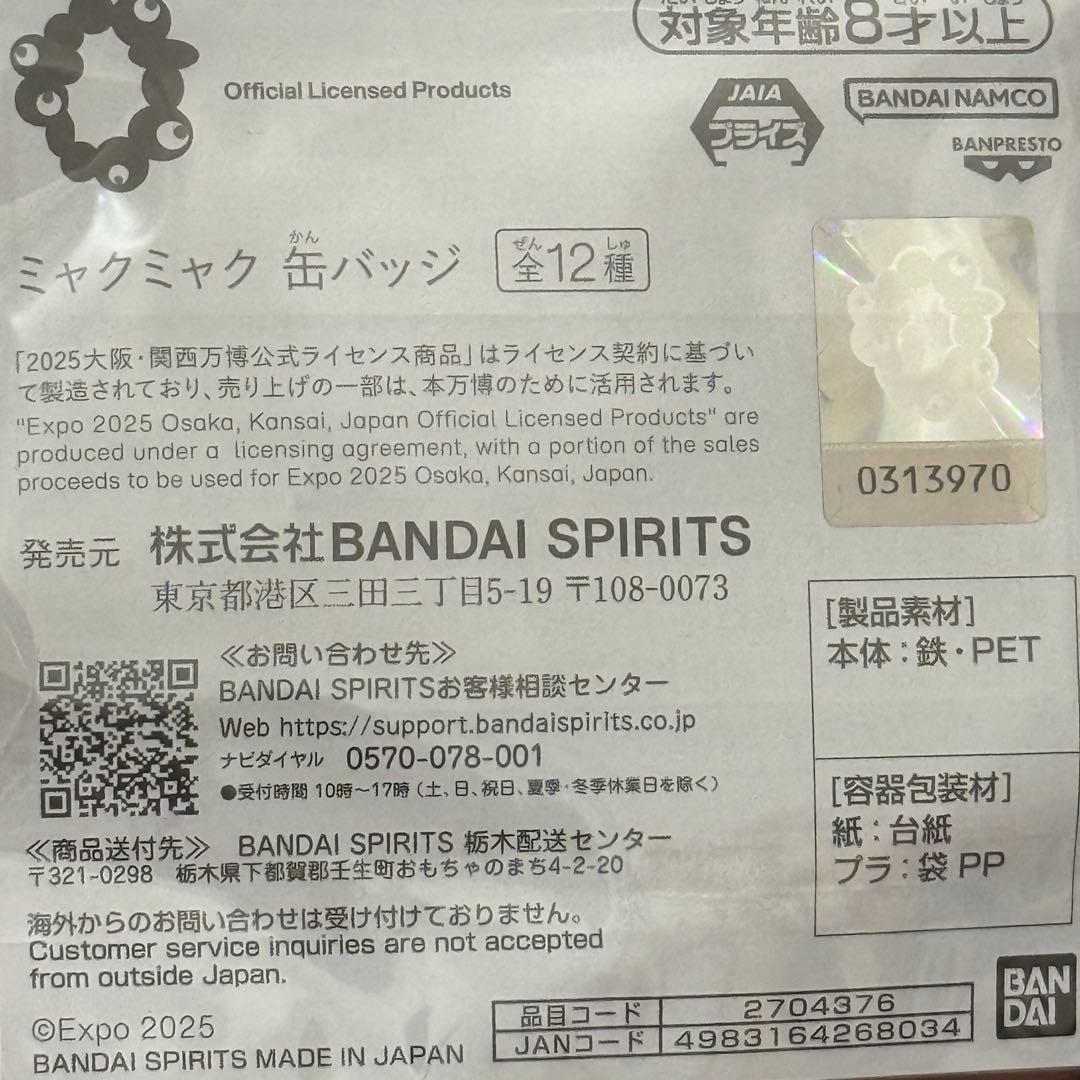 対象年齢8才以上
Official Licensed Products
JAIA
プライズ
BANDAI NAMCO
BANPRESTO
ミャクミャク 缶バッジ 全12種
かん ぜん しゅ
「2025大阪・関西万博公式ライセンス商品」はライセンス契約に基づい
て製造されており、売り上げの一部は、本万博のために活用されます。
"Expo 2025 Osaka, Kansai, Japan Official Licensed Products" are
produced under a licensing agreement, with a portion of the sales
proceeds to be used for Expo 2025 Osaka, Kansai, Japan.
0313970
発売元 株式会社BANDAI SPIRITS
東京都港区三田三丁目5-19 〒108-0073
≪お問い合わせ先≫
BANDAI SPIRITSお客様相談センター
Web https://support.bandaispirits.co.jp
ナビダイヤル 0570-078-001
●受付時間 10時~17時（土、日、祝日、夏季・冬季休業日を除く）
[製品素材]
本体：鉄・PET
[容器包装材]
紙：台紙
プラ：袋 PP
≪商品送付先≫ BANDAI SPIRITS 栃木配送センター
〒321-0298 栃木県下都賀郡壬生町おもちゃのまち4-2-20
海外からのお問い合わせは受け付けておりません。
Customer service inquiries are not accepted
from outside Japan.
©Expo 2025
BANDAI SPIRITS MADE IN JAPAN
品目コード 2704376
JANコード 4983164268034
BAN
DAI